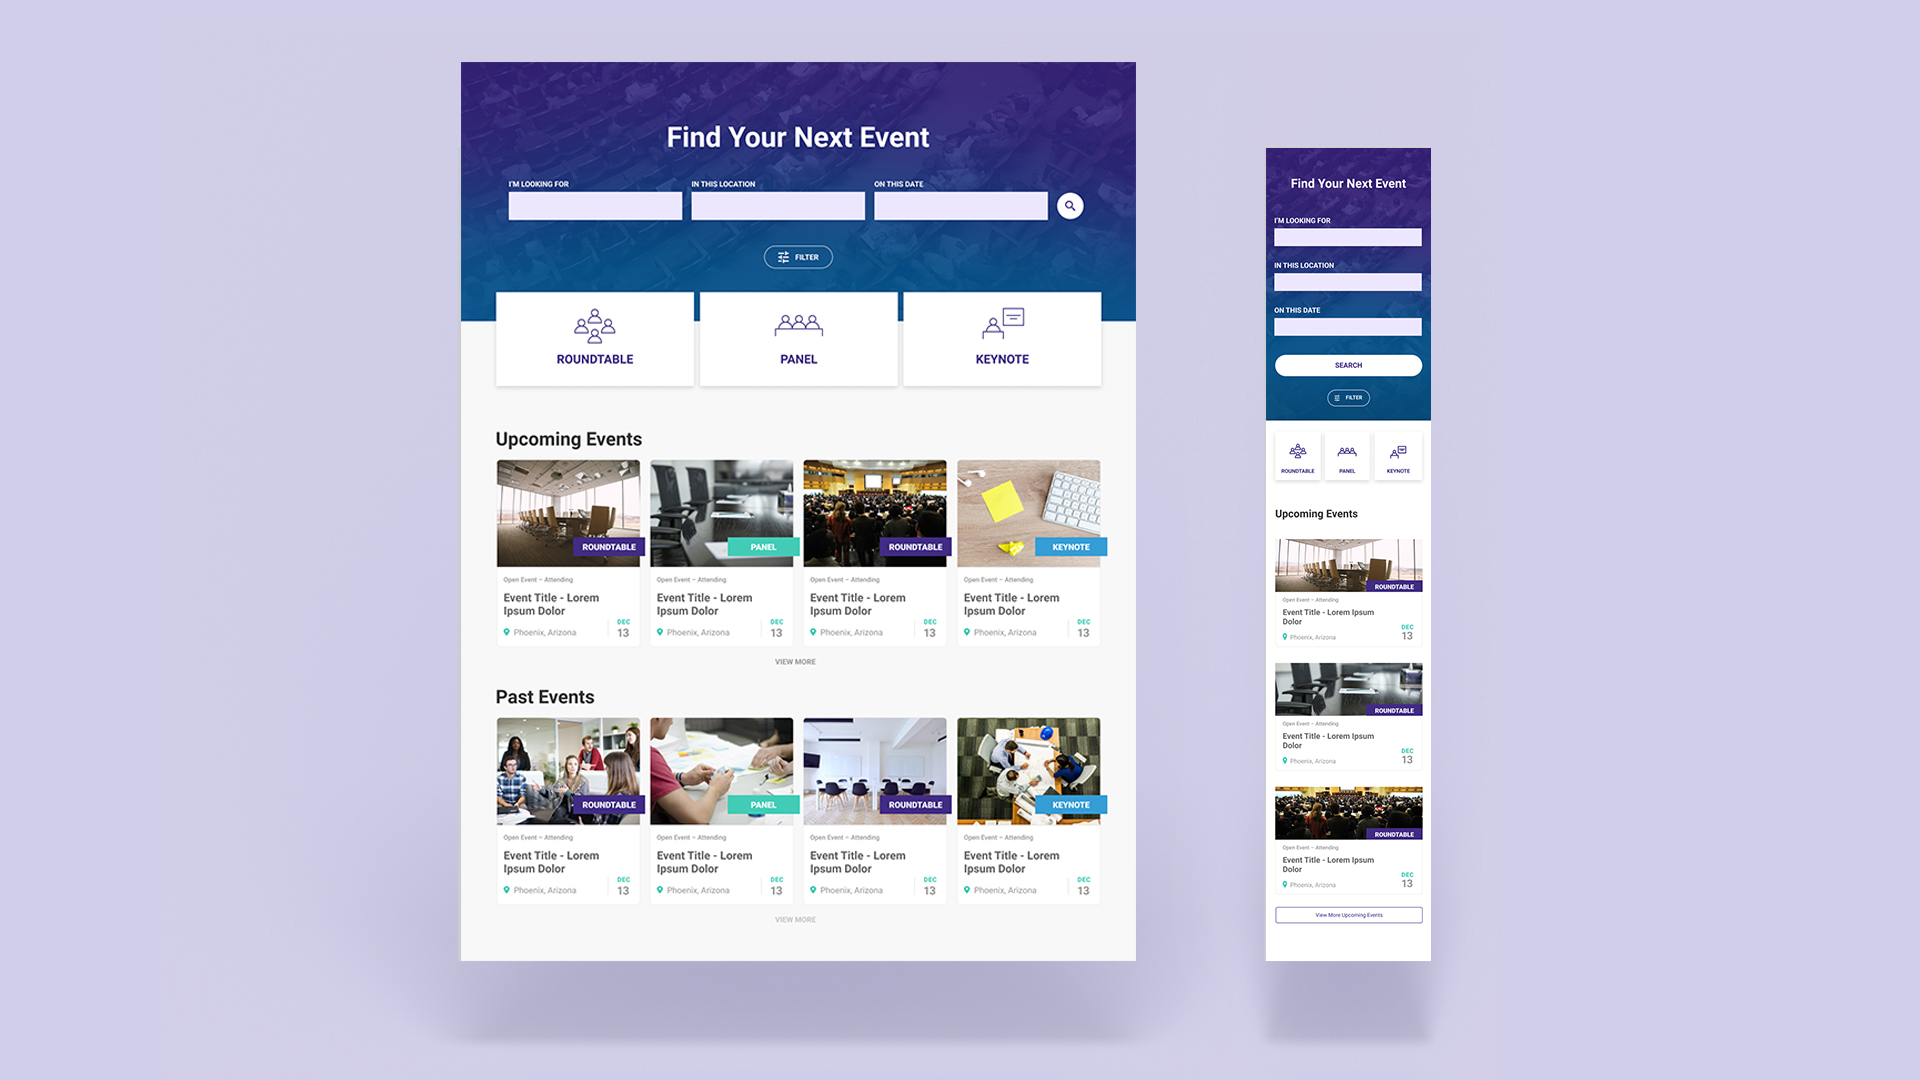 Find Your Next Event
I'M LOOKING FOR
IN THIS LOCATION
ON THIS DATE
FILTER
ROUNDTABLE
PANEL
KEYNOTE
Upcoming Events
ROUNDTABLE
PANEL
ROUNDTABLE
KEYNOTE
Open Event – Attending
Event Title - Lorem
Ipsum Dolor
Phoenix, Arizona
DEC
13
Open Event – Attending
Event Title - Lorem
Ipsum Dolor
Phoenix, Arizona
DEC
13
Open Event – Attending
Event Title - Lorem
Ipsum Dolor
Phoenix, Arizona
DEC
13
Open Event – Attending
Event Title - Lorem
Ipsum Dolor
Phoenix, Arizona
DEC
13
VIEW MORE
Past Events
ROUNDTABLE
PANEL
ROUNDTABLE
KEYNOTE
Open Event – Attending
Event Title - Lorem
Ipsum Dolor
Phoenix, Arizona
DEC
13
Open Event – Attending
Event Title - Lorem
Ipsum Dolor
Phoenix, Arizona
DEC
13
Open Event – Attending
Event Title - Lorem
Ipsum Dolor
Phoenix, Arizona
DEC
13
Open Event – Attending
Event Title - Lorem
Ipsum Dolor
Phoenix, Arizona
DEC
13
VIEW MORE
Find Your Next Event
I'M LOOKING FOR
IN THIS LOCATION
ON THIS DATE
SEARCH
FILTER
ROUNDTABLE
PANEL
KEYNOTE
Upcoming Events
ROUNDTABLE
Open Event – Attending
Event Title - Lorem Ipsum
Dolor
Phoenix, Arizona
DEC
13
ROUNDTABLE
Open Event – Attending
Event Title - Lorem Ipsum
Dolor
Phoenix, Arizona
DEC
13
ROUNDTABLE
Open Event – Attending
Event Title - Lorem Ipsum
Dolor
Phoenix, Arizona
DEC
13
View More Upcoming Events